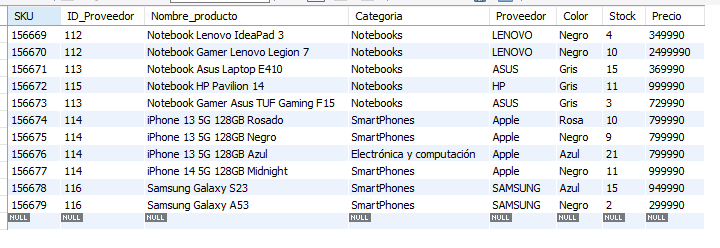 SKU ID_Proveedor Nombre_producto Categoria Proveedor Color Stock Precio
156669 112 Notebook Lenovo IdeaPad 3 Notebooks LENOVO Negro 4 349990
156670 112 Notebook Gamer Lenovo Legion 7 Notebooks LENOVO Negro 10 2499990
156671 113 Notebook Asus Laptop E410 Notebooks ASUS Gris 15 369990
156672 115 Notebook HP Pavilion 14 Notebooks HP Gris 11 999990
156673 113 Notebook Gamer Asus TUF Gaming F15 Notebooks ASUS Gris 3 729990
156674 114 iPhone 13 5G 128GB Rosado SmartPhones Apple Rosa 10 799990
156675 114 iPhone 13 5G 128GB Negro SmartPhones Apple Negro 9 799990
156676 114 iPhone 13 5G 128GB Azul Electrónica y computación Apple Azul 21 799990
156677 114 iPhone 14 5G 128GB Midnight SmartPhones Apple Negro 11 999990
156678 116 Samsung Galaxy S23 SmartPhones SAMSUNG Azul 15 949990
156679 116 Samsung Galaxy A53 SmartPhones SAMSUNG Negro 2 299990
NULL NULL NULL NULL NULL NULL NULL NULL